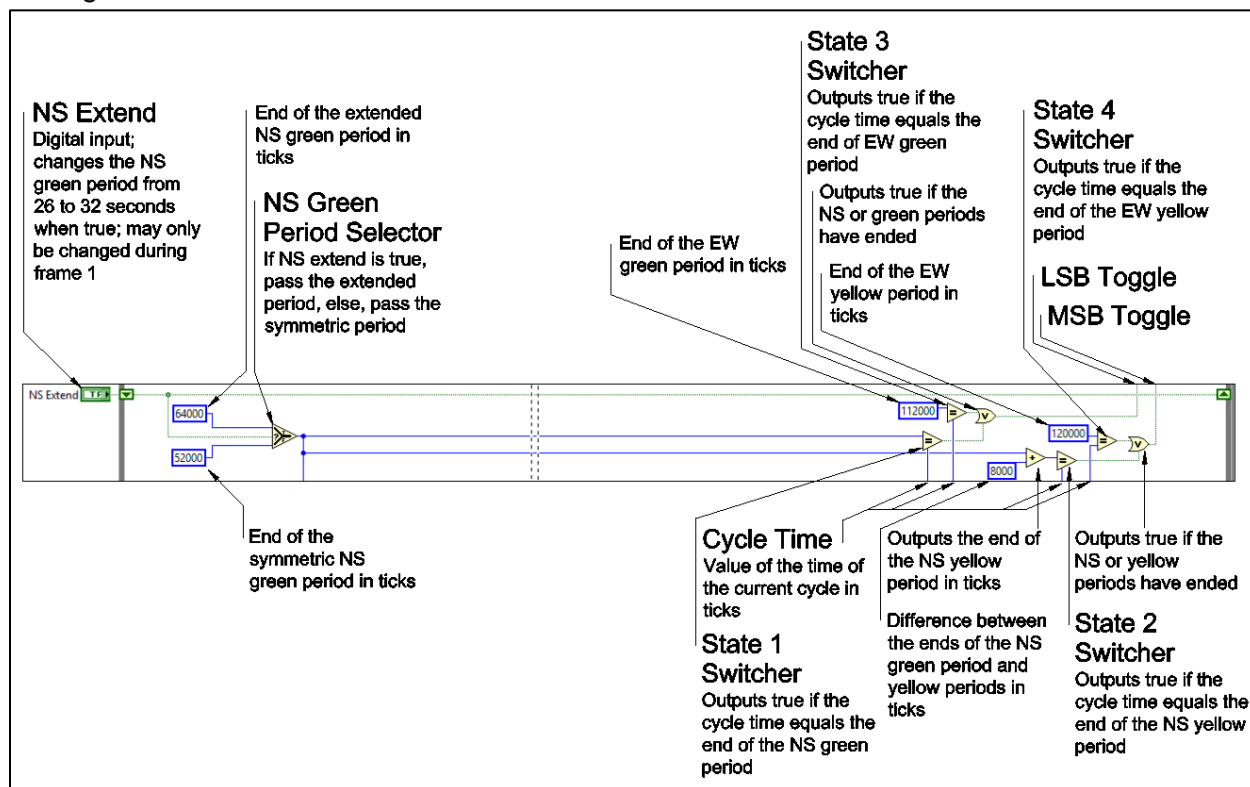 NS Extend
Digital input;
changes the NS
green period from
26 to 32 seconds
when true; may only
be changed during
frame 1
End of the extended
NS green period in
ticks
NS Green
Period Selector
If NS extend is true,
pass the extended
period, else, pass the
symmetric period
State 3
Switcher
Outputs true if the
cycle time equals the
end of EW green
period
Outputs true if the
NS or green periods
have ended
End of the EW
green period in ticks
End of the EW
yellow period in
ticks
State 4
Switcher
Outputs true if the
cycle time equals the
end of the EW yellow
period
LSB Toggle
MSB Toggle
NS Extend
TF
64000
?
52000
112000
=
v
=
120000
=
v
8000
+
=
End of the
symmetric NS
green period in ticks
Cycle Time
Value of the time of
the current cycle in
ticks
State 1
Switcher
Outputs true if the
cycle time equals the
end of the NS green
period
Outputs the end of
the NS yellow
period in ticks
Difference between
the ends of the NS
green period and
yellow periods in
ticks
Outputs true if the
NS or yellow
periods have ended
State 2
Switcher
Outputs true if the
cycle time equals the
end of the NS yellow
period